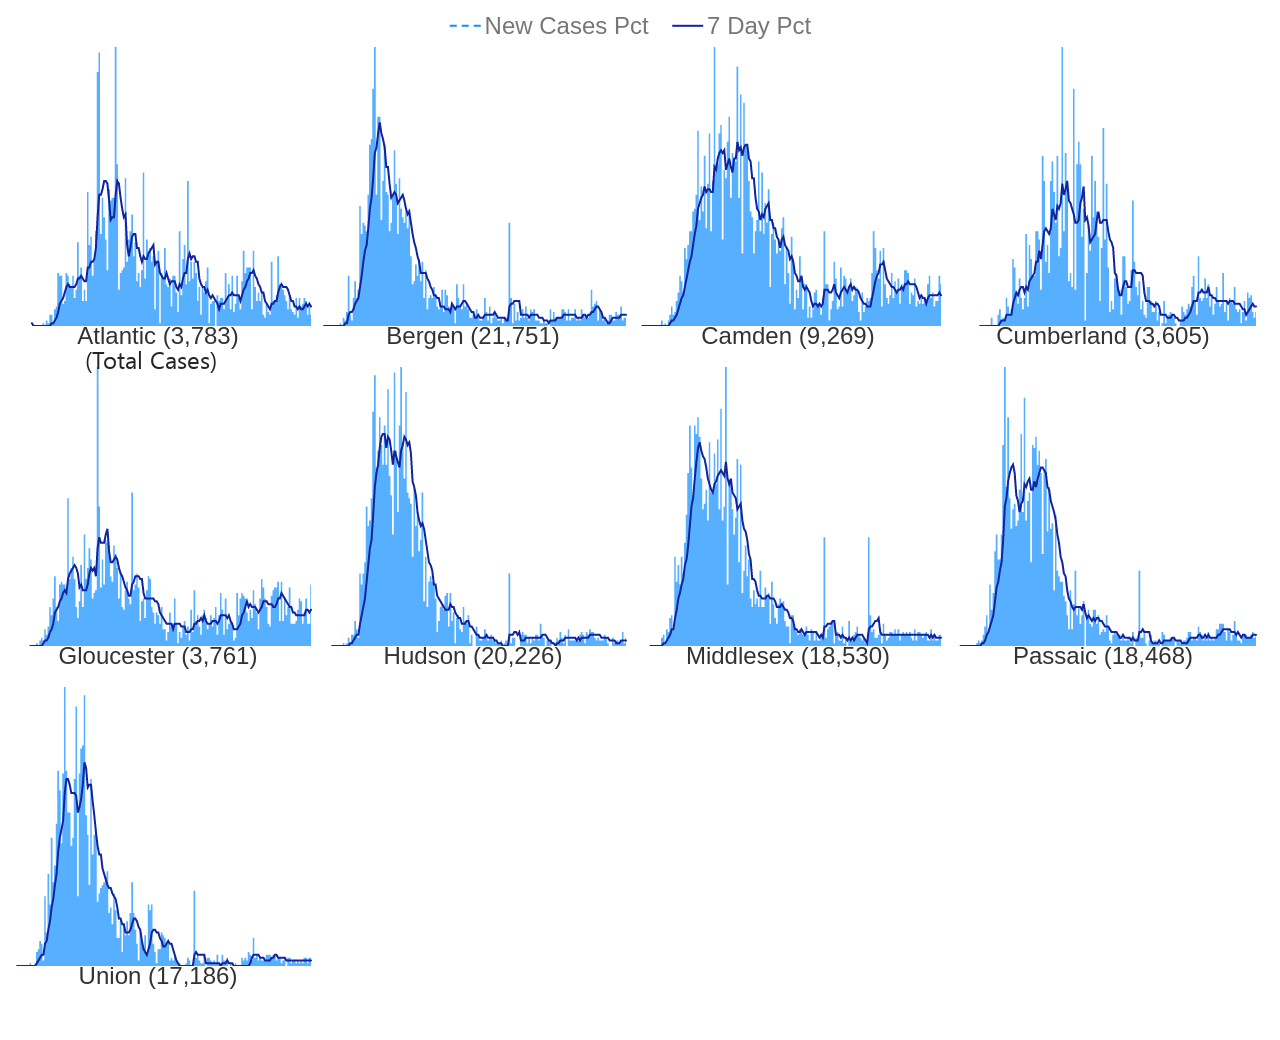 New Cases Pct 7 Day Pct
Atlantic (3,783) Bergen (21,751) Camden (9,269) Cumberland (3,605)
(Total Cases)
Gloucester (3,761) Hudson (20,226) Middlesex (18,530) Passaic (18,468)
Union (17,186)